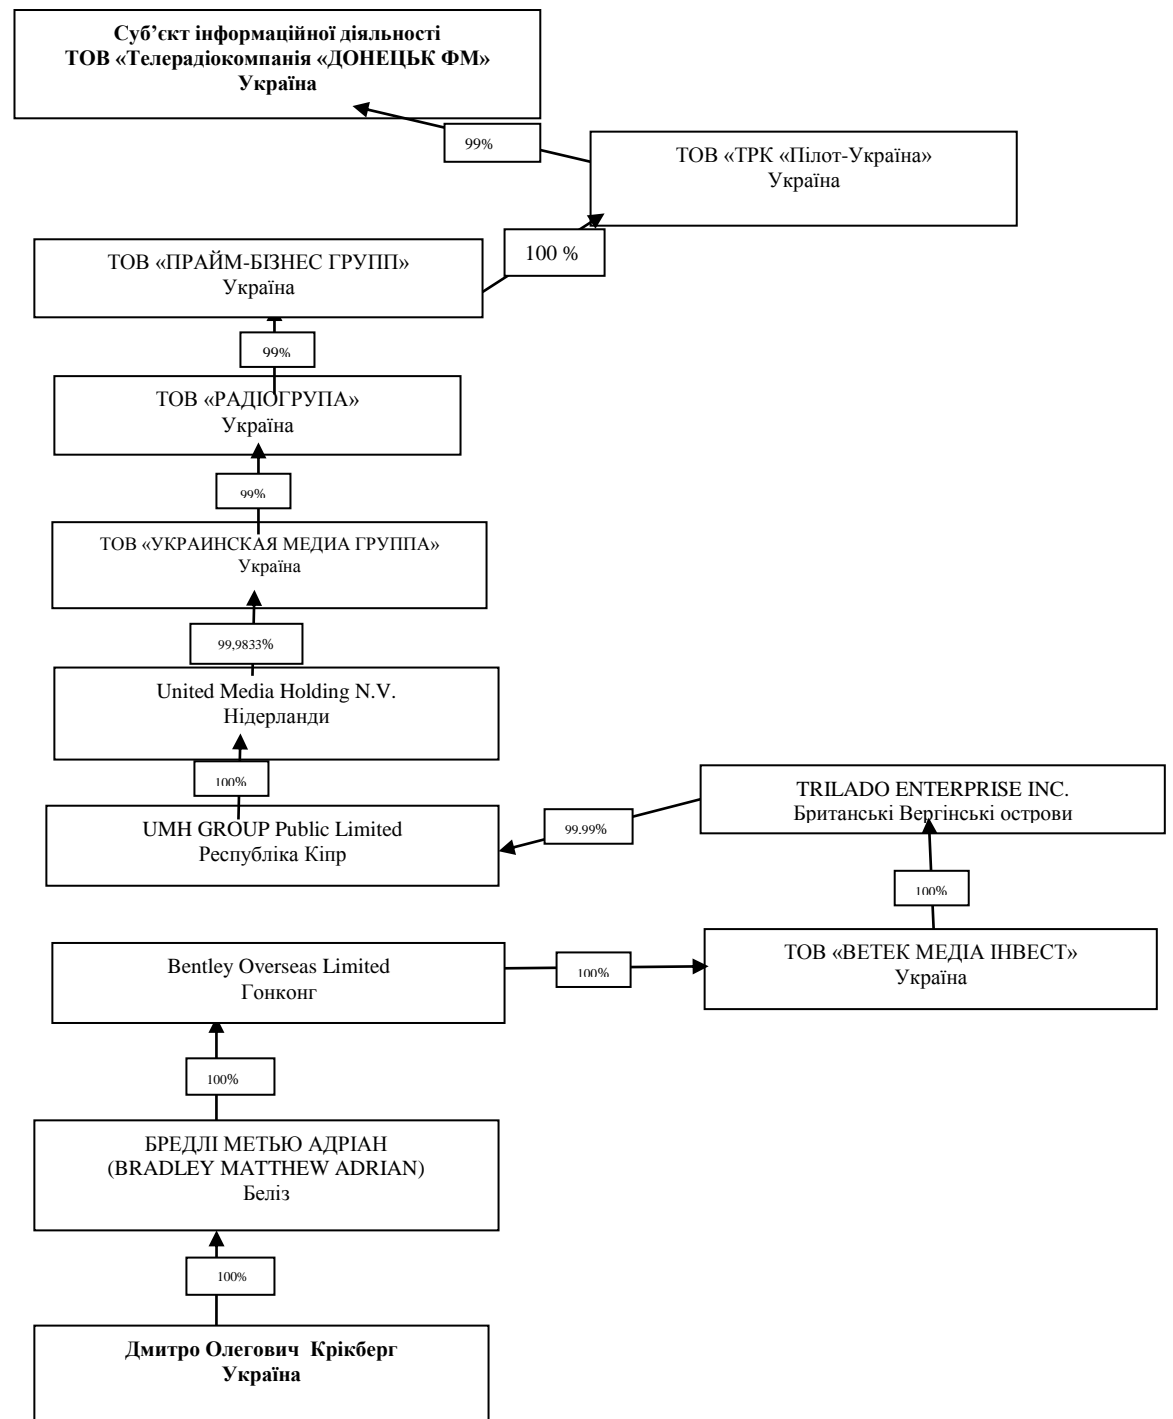 Суб’єкт інформаційної діяльності
ТОВ «Телерадіокомпанія «ДОНЕЦЬК ФМ»
Україна
99%
ТОВ «ТРК «Пілот-Україна»
Україна
100 %
ТОВ «ПРАЙМ-БІЗНЕС ГРУПП»
Україна
99%
ТОВ «РАДІОГРУПА»
Україна
99%
ТОВ «УКРАИНСКАЯ МЕДИА ГРУППА»
Україна
99,9833%
United Media Holding N.V.
Нідерланди
100%
TRILADO ENTERPRISE INC.
Британські Вергінські острови
99.99%
UMH GROUP Public Limited
Республіка Кіпр
100%
ТОВ «ВЕТЕК МЕДІА ІНВЕСТ»
Україна
100%
Bentley Overseas Limited
Гонконг
100%
БРЕДЛІ МЕТЬЮ АДРІАН
(BRADLEY MATTHEW ADRIAN)
Беліз
100%
Дмитро Олегович Крікберг
Україна